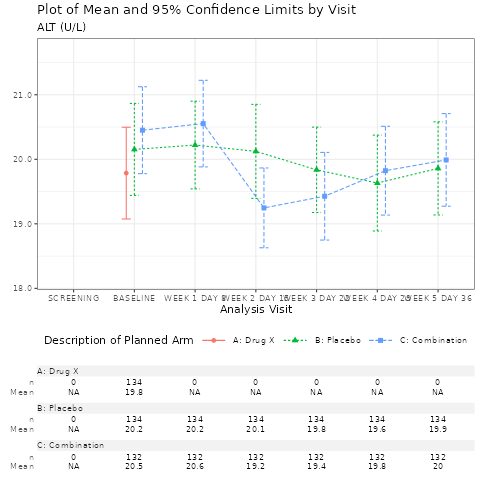 Plot of Mean and 95% Confidence Limits by Visit
ALT (U/L)
21.0
20.0
19.0
18.0
SCREENING BASELINE WEEK 1 DAY 8 WEEK 2 DAY 15 WEEK 3 DAY 22 WEEK 4 DAY 29 WEEK 5 DAY 36
Analysis Visit
Description of Planned Arm A: Drug X B: Placebo C: Combination
A: Drug X
n 0 134 0 0 0 0 0
Mean NA 19.8 NA NA NA NA NA
B: Placebo
n 0 134 134 134 134 134 134
Mean NA 20.2 20.2 20.1 19.8 19.6 19.9
C: Combination
n 0 132 132 132 132 132 132
Mean NA 20.5 20.6 19.2 19.4 19.8 20